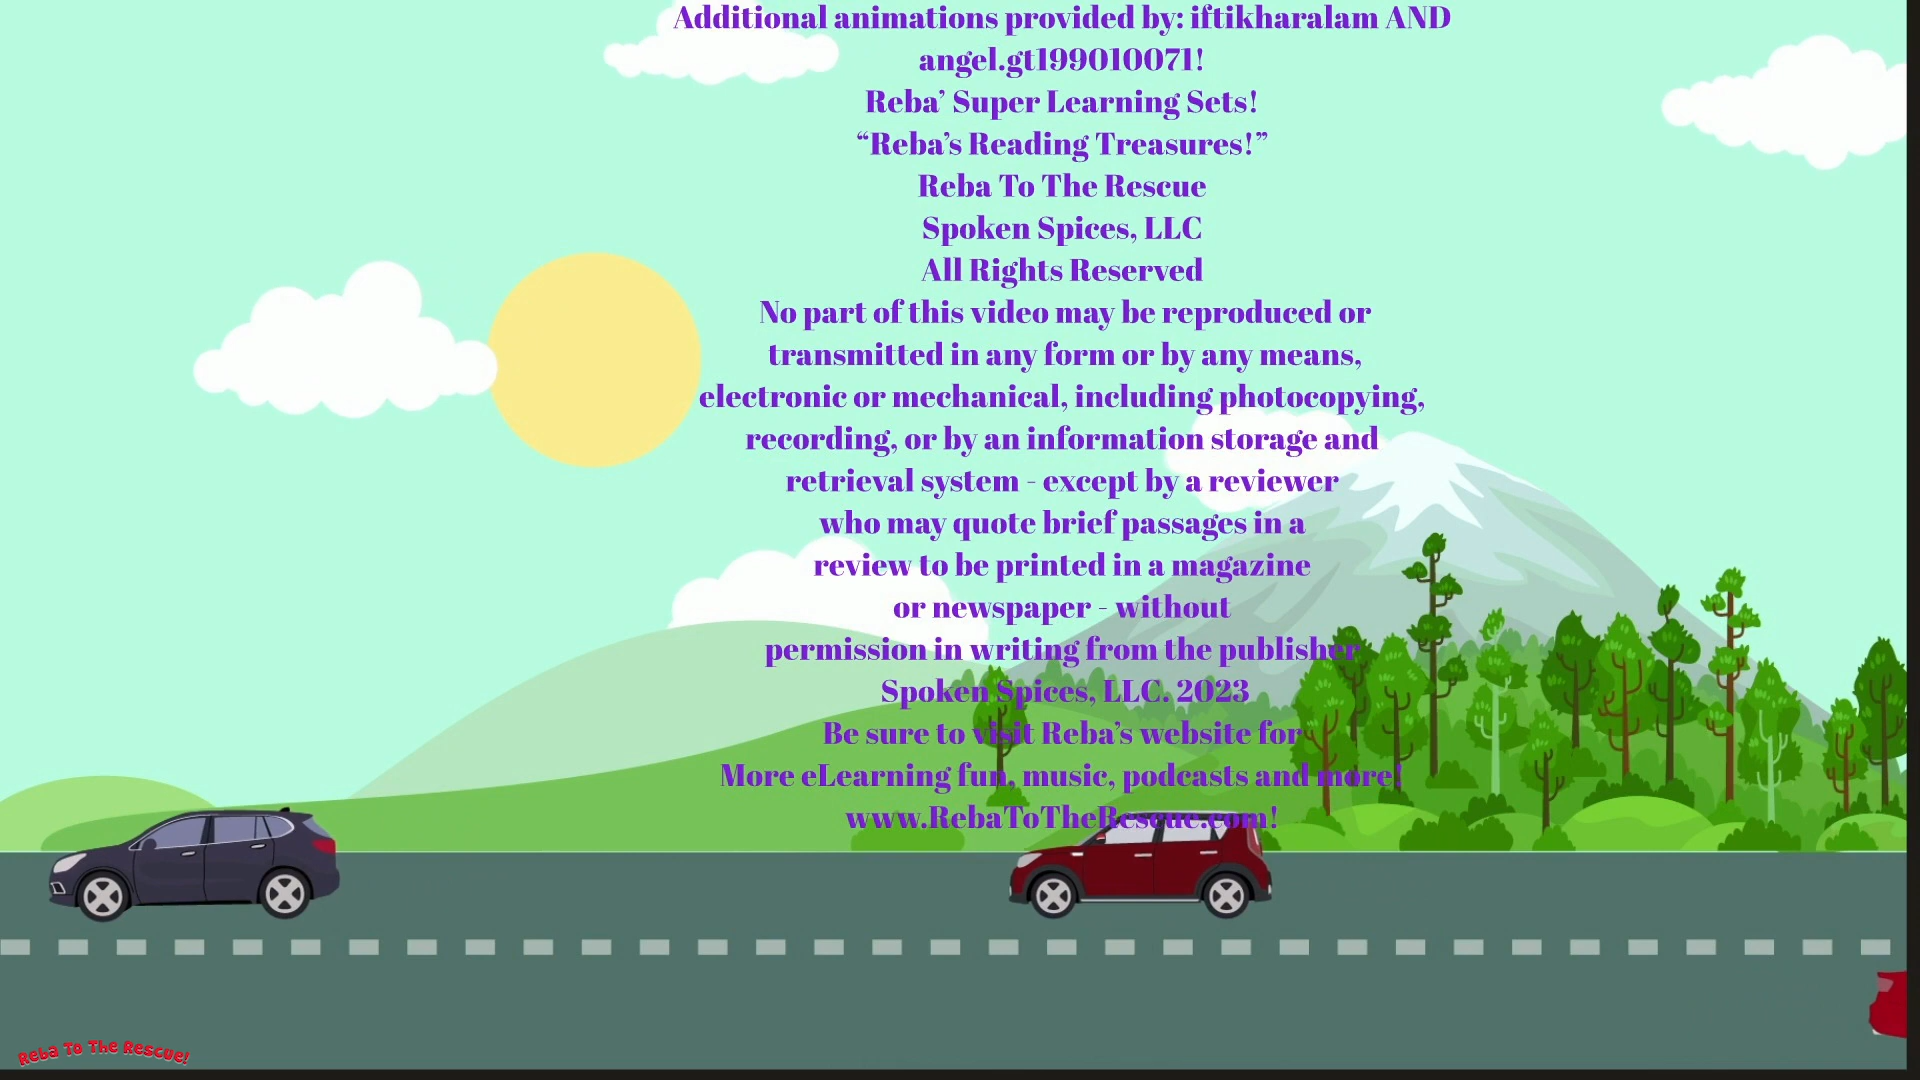 Additional animations provided by: iftikharalam AND
angel.gt199010071!
Reba’ Super Learning Sets!
“Reba’s Reading Treasures!”
Reba To The Rescue
Spoken Spices, LLC
All Rights Reserved
No part of this video may be reproduced or
transmitted in any form or by any means,
electronic or mechanical, including photocopying,
recording, or by an information storage and
retrieval system - except by a reviewer
who may quote brief passages in a
review to be printed in a magazine
or newspaper - without
permission in writing from the publisher
Spoken Spices, LLC. 2023
Be sure to visit Reba’s website for
More eLearning fun, music, podcasts and more!
www.RebaToTheRescue.com!
Reba To The Rescue!